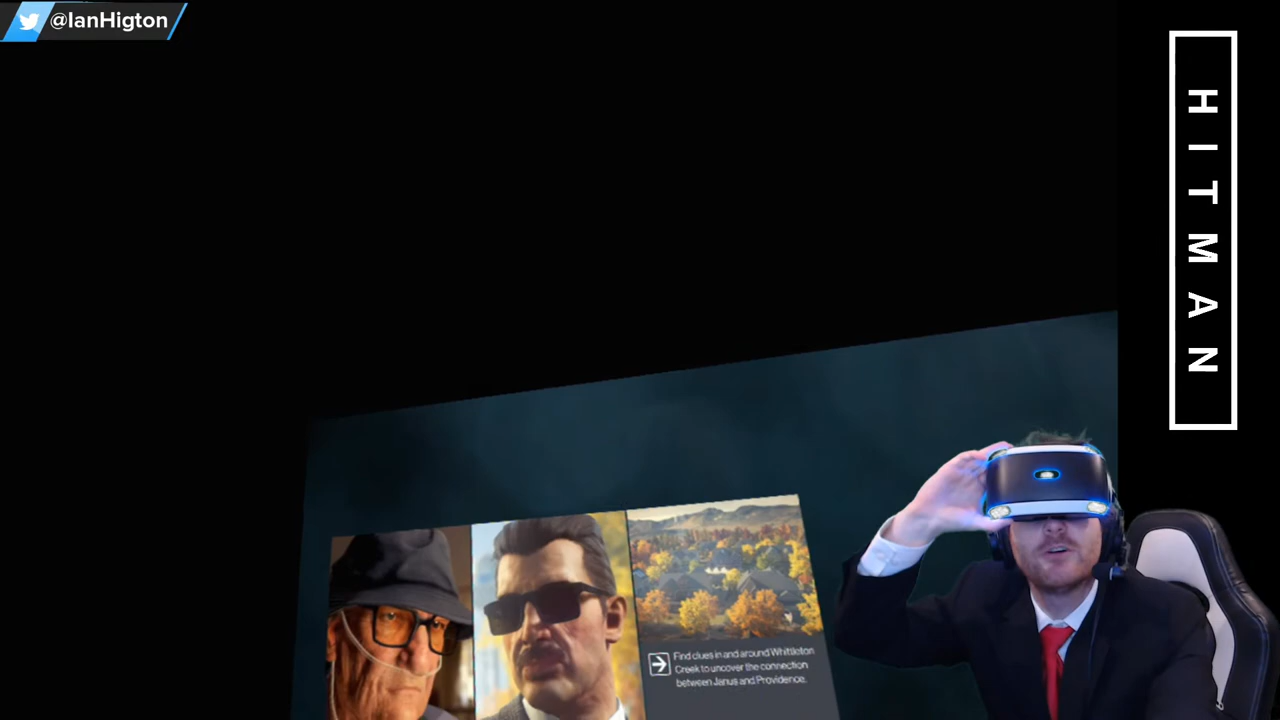 @IanHigton
HITMAN
Find clues in and around Whittleton
Creek to uncover the connection
between Janus and Providence.